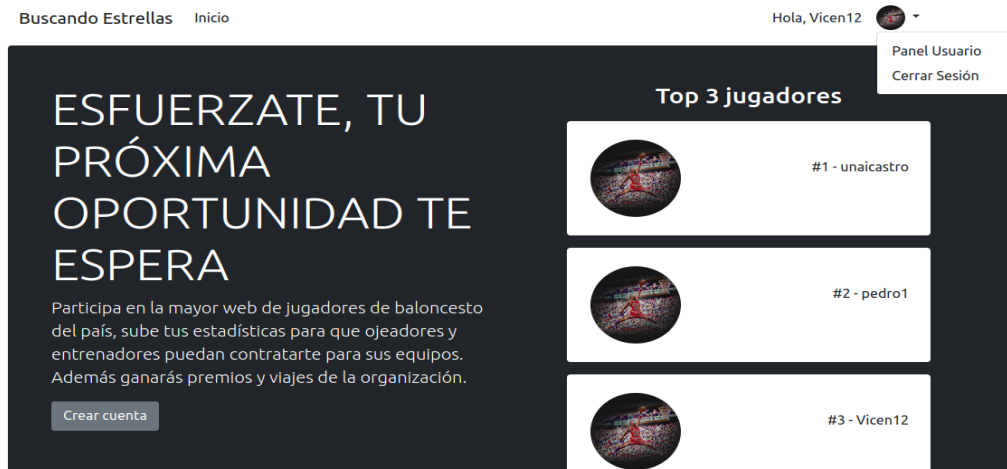 Buscando Estrellas Inicio
Hola, Vicen12
Panel Usuario
Cerrar Sesión
ESFUERZATE, TU
PRÓXIMA
OPORTUNIDAD TE
ESPERA
Participa en la mayor web de jugadores de baloncesto
del país, sube tus estadísticas para que ojeadores y
entrenadores puedan contratarte para sus equipos.
Además ganarás premios y viajes de la organización.
Crear cuenta
Top 3 jugadores
#1 - unaicastro
#2 - pedro1
#3 - Vicen12